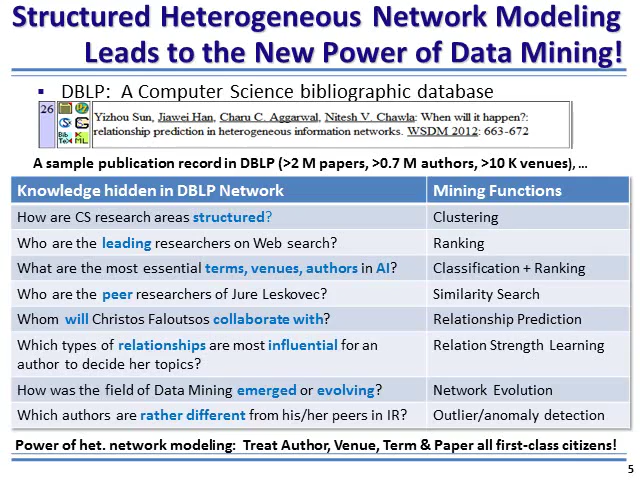 Structured Heterogeneous Network Modeling
Leads to the New Power of Data Mining!
▪ DBLP: A Computer Science bibliographic database
26
Bib
TeX
ML
Yizhou Sun, Jiawei Han, Charu C. Aggarwal, Nitesh V. Chawla: When will it happen?:
relationship prediction in heterogeneous information networks. WSDM 2012: 663-672
A sample publication record in DBLP (>2 M papers, >0.7 M authors, >10 K venues), ...
Knowledge hidden in DBLP Network Mining Functions
How are CS research areas structured? Clustering
Who are the leading researchers on Web search? Ranking
What are the most essential terms, venues, authors in AI? Classification + Ranking
Who are the peer researchers of Jure Leskovec? Similarity Search
Whom will Christos Faloutsos collaborate with? Relationship Prediction
Which types of relationships are most influential for an Relation Strength Learning
author to decide her topics?
How was the field of Data Mining emerged or evolving? Network Evolution
Which authors are rather different from his/her peers in IR? Outlier/anomaly detection
Power of het. network modeling: Treat Author, Venue, Term & Paper all first-class citizens!
5